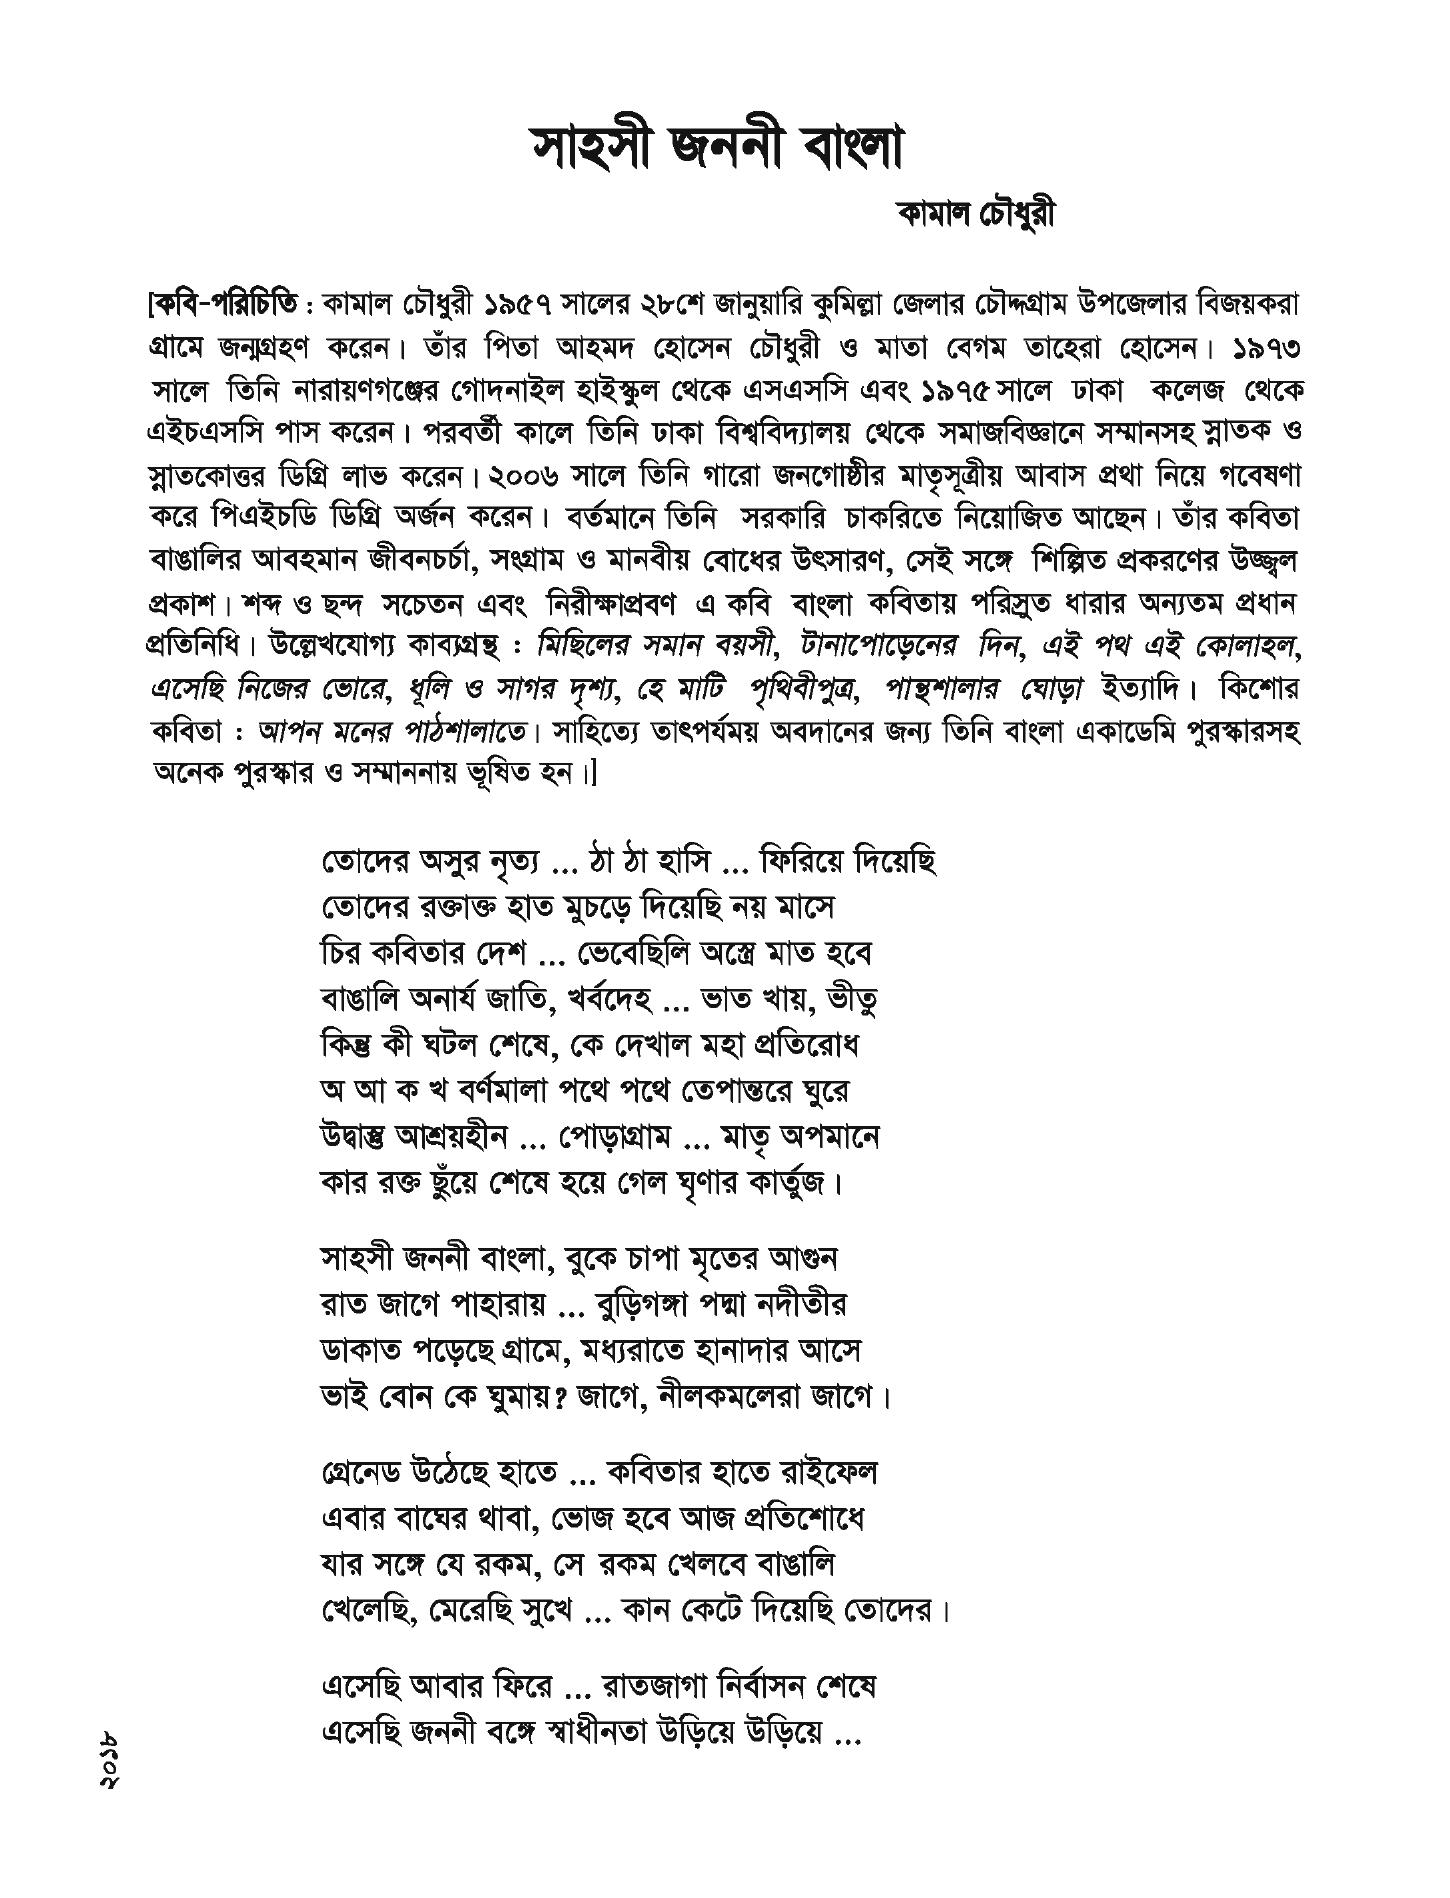 সাহসী জননী বাংলা
কামাল চৌধুরী
[কবি-পরিচিতি : কামাল চৌধুরী ১৯৫৭ সালের ২৮শে জানুয়ারি কুমিল্লা জেলার চৌদ্দগ্রাম উপজেলার বিজয়করা
গ্রামে জন্মগ্রহণ করেন। তাঁর পিতা আহমদ হোসেন চৌধুরী ও মাতা বেগম তাহেরা হোসেন। ১৯৭৩
সালে তিনি নারায়ণগঞ্জের গোদনাইল হাইস্কুল থেকে এসএসসি এবং ১৯৭৫ সালে ঢাকা কলেজ থেকে
এইচএসসি পাস করেন। পরবর্তী কালে তিনি ঢাকা বিশ্ববিদ্যালয় থেকে সমাজবিজ্ঞানে সম্মানসহ স্নাতক ও
স্নাতকোত্তর ডিগ্রি লাভ করেন। ২০০৬ সালে তিনি গারো জনগোষ্ঠীর মাতৃসূত্রীয় আবাস প্রথা নিয়ে গবেষণা
করে পিএইচডি ডিগ্রি অর্জন করেন। বর্তমানে তিনি সরকারি চাকরিতে নিয়োজিত আছেন। তাঁর কবিতা
বাঙালির আবহমান জীবনচর্চা, সংগ্রাম ও মানবীয় বোধের উৎসারণ, সেই সঙ্গে শিল্পিত প্রকরণের উজ্জ্বল
প্রকাশ। শব্দ ও ছন্দ সচেতন এবং নিরীক্ষাপ্রবণ এ কবি বাংলা কবিতায় পরিস্রুত ধারার অন্যতম প্রধান
প্রতিনিধি। উল্লেখযোগ্য কাব্যগ্রন্থ : মিছিলের সমান বয়সী, টানাপোড়েনের দিন, এই পথ এই কোলাহল,
এসেছি নিজের ভোরে, ধূলি ও সাগর দৃশ্য, হে মাটি পৃথিবীপুত্র, পান্থশালার ঘোড়া ইত্যাদি। কিশোর
কবিতা : আপন মনের পাঠশালাতে। সাহিত্যে তাৎপর্যময় অবদানের জন্য তিনি বাংলা একাডেমি পুরস্কারসহ
অনেক পুরস্কার ও সম্মাননায় ভূষিত হন।]
তোদের অসুর নৃত্য ... ঠা ঠা হাসি ... ফিরিয়ে দিয়েছি
তোদের রক্তাক্ত হাত মুচড়ে দিয়েছি নয় মাসে
চির কবিতার দেশ ... ভেবেছিলি অস্ত্রে মাত হবে
বাঙালি অনার্য জাতি, খর্বদেহ ... ভাত খায়, ভীতু
কিন্তু কী ঘটল শেষে, কে দেখাল মহা প্রতিরোধ
অ আ ক খ বর্ণমালা পথে পথে তেপান্তরে ঘুরে
উদ্বাস্তু আশ্রয়হীন ... পোড়াগ্রাম ... মাতৃ অপমানে
কার রক্ত ছুঁয়ে শেষে হয়ে গেল ঘৃণার কার্তুজ।
সাহসী জননী বাংলা, বুকে চাপা মৃতের আগুন
রাত জাগে পাহারায় ... বুড়িগঙ্গা পদ্মা নদীতীর
ডাকাত পড়েছে গ্রামে, মধ্যরাতে হানাদার আসে
ভাই বোন কে ঘুমায়? জাগে, নীলকমলেরা জাগে।
গ্রেনেড উঠেছে হাতে ... কবিতার হাতে রাইফেল
এবার বাঘের থাবা, ভোজ হবে আজ প্রতিশোধে
যার সঙ্গে যে রকম, সে রকম খেলবে বাঙালি
খেলেছি, মেরেছি সুখে ... কান কেটে দিয়েছি তোদের।
এসেছি আবার ফিরে ... রাতজাগা নির্বাসন শেষে
এসেছি জননী বঙ্গে স্বাধীনতা উড়িয়ে উড়িয়ে ...
২০১৮